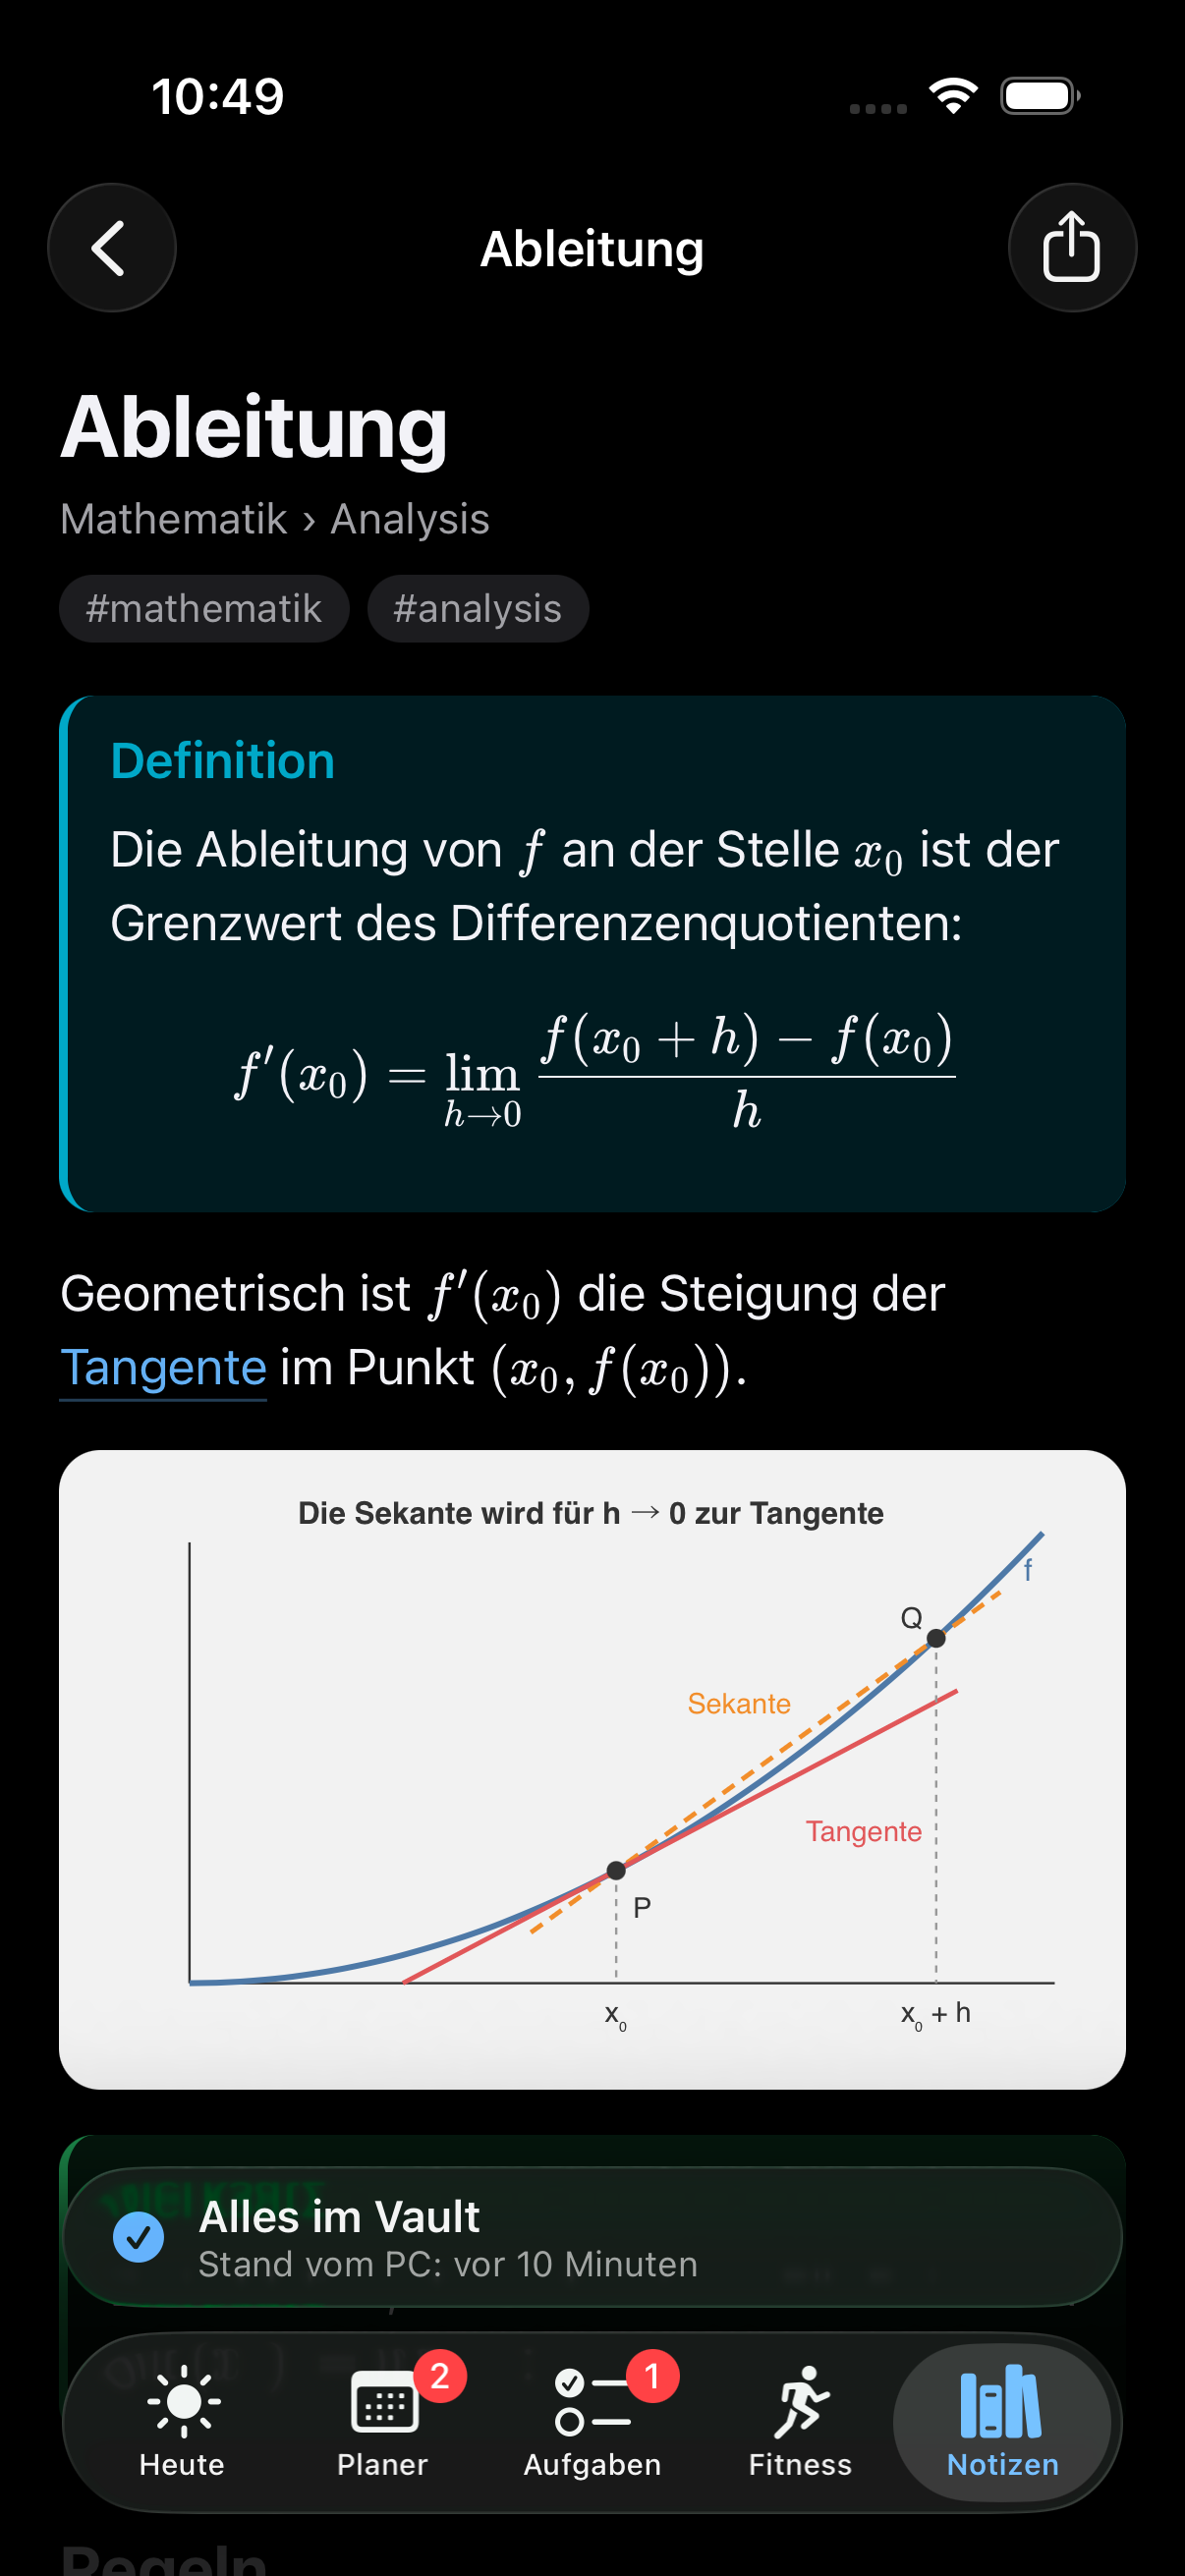 10:49
Ableitung
Ableitung
Mathematik › Analysis
#mathematik #analysis
Definition
Die Ableitung von f an der Stelle x₀ ist der
Grenzwert des Differenzenquotienten:
f′(x₀) = lim h→0 (f(x₀ + h) − f(x₀)) / h
Geometrisch ist f′(x₀) die Steigung der
Tangente im Punkt (x₀, f(x₀)).
Die Sekante wird für h → 0 zur Tangente
f
Q
Sekante
Tangente
P
x₀ x₀ + h
Alles im Vault
Stand vom PC: vor 10 Minuten
2 1
Heute Planer Aufgaben Fitness Notizen
Regeln